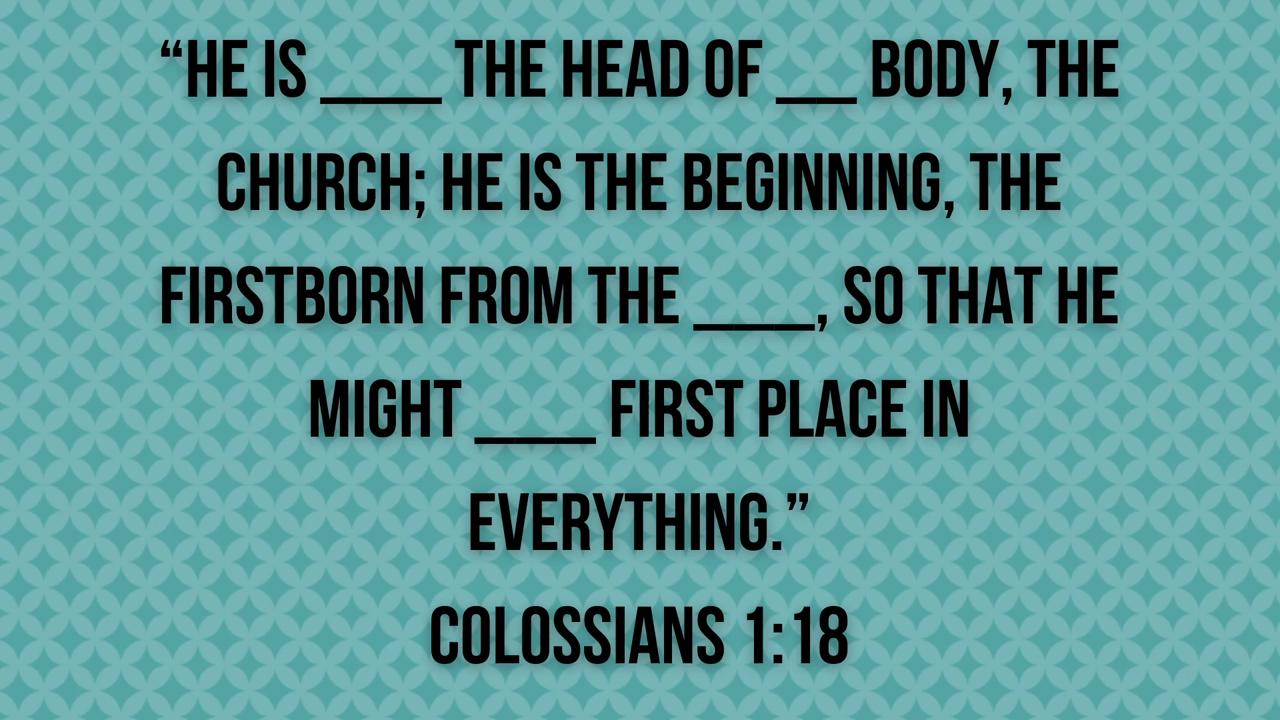 “HE IS ____ THE HEAD OF ___ BODY, THE
CHURCH; HE IS THE BEGINNING, THE
FIRSTBORN FROM THE ____, SO THAT HE
MIGHT ____ FIRST PLACE IN
EVERYTHING.”
COLOSSIANS 1:18